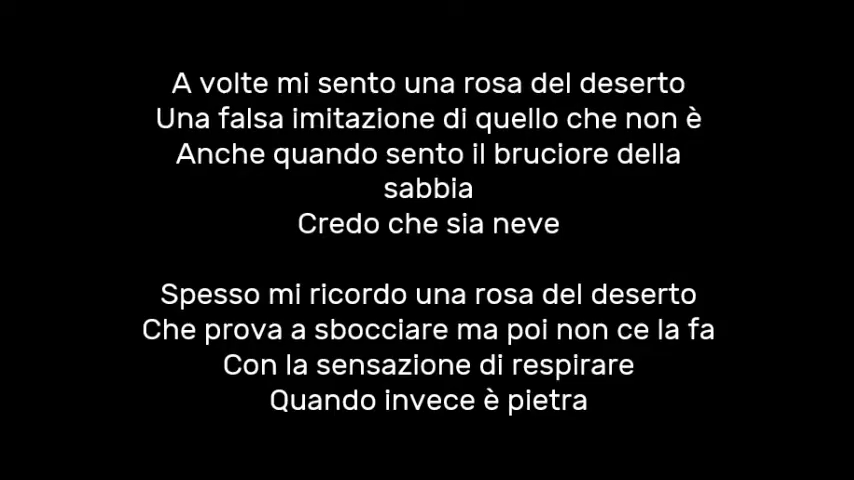 A volte mi sento una rosa del deserto
Una falsa imitazione di quello che non è
Anche quando sento il bruciore della
sabbia
Credo che sia neve
Spesso mi ricordo una rosa del deserto
Che prova a sbocciare ma poi non ce la fa
Con la sensazione di respirare
Quando invece è pietra